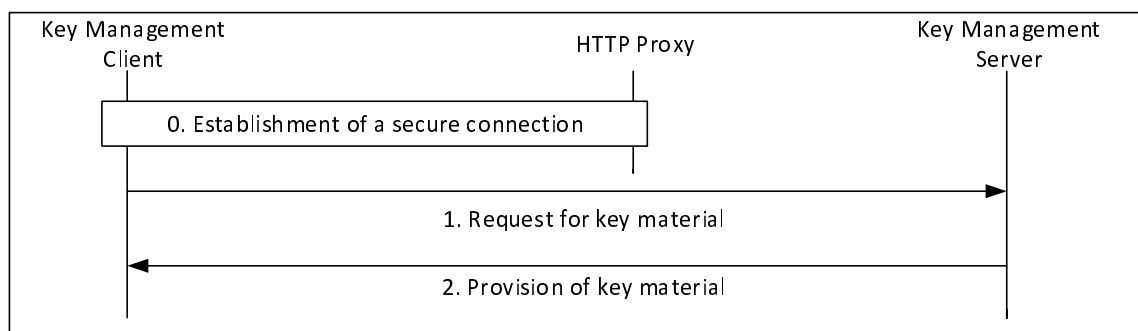 Key Management
Client
HTTP Proxy
Key Management
Server
0. Establishment of a secure connection
1. Request for key material
2. Provision of key material